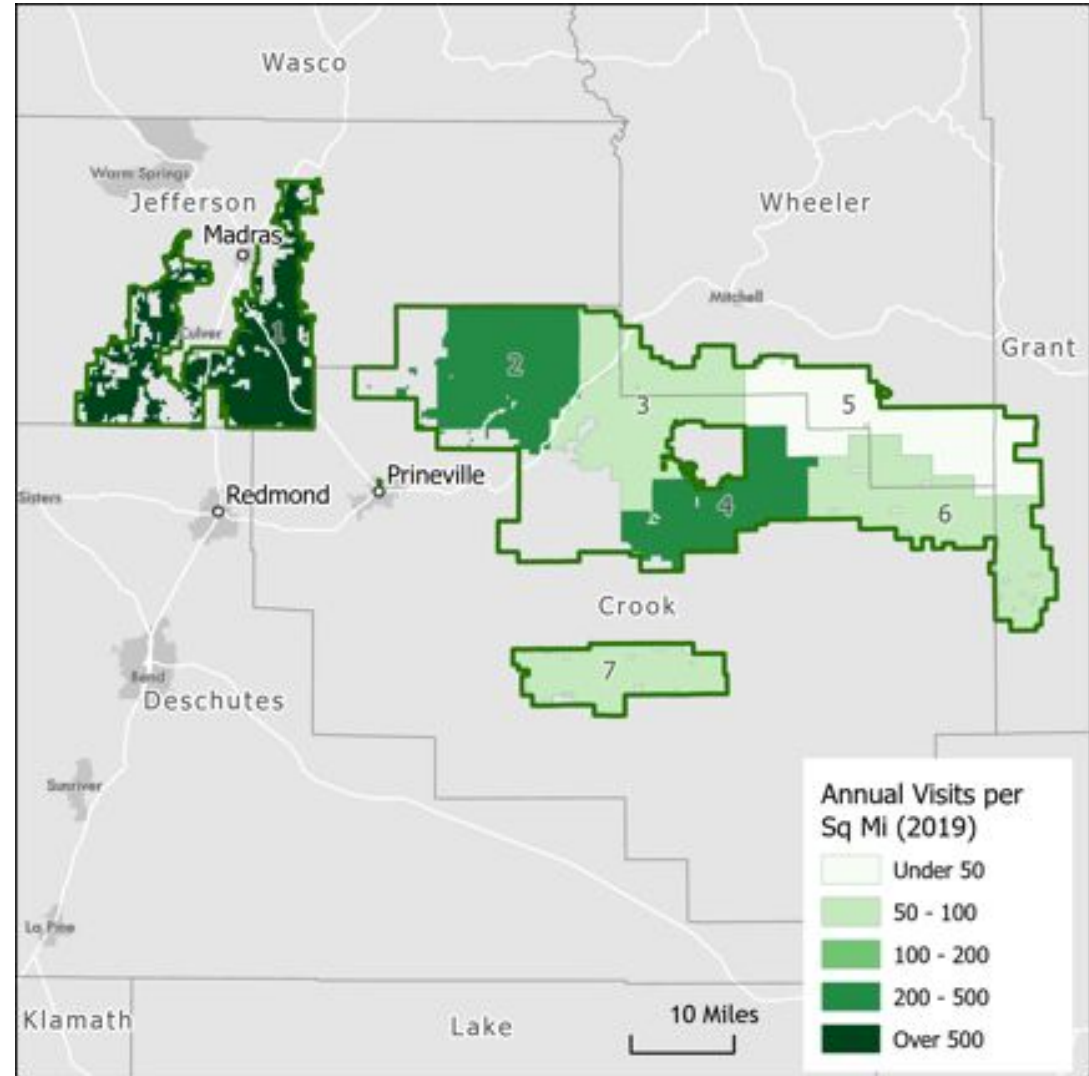 Wasco
Warm Springs
Jefferson
Wheeler
Madras
Mitchell
Culver
1
Grant
2
3
5
Prineville
Sisters
Redmond
4
6
Crook
7
Bend
Deschutes
Sunriver
Annual Visits per
Sq Mi (2019)
Under 50
50 - 100
100 - 200
200 - 500
Over 500
La Pine
10 Miles
Klamath
Lake